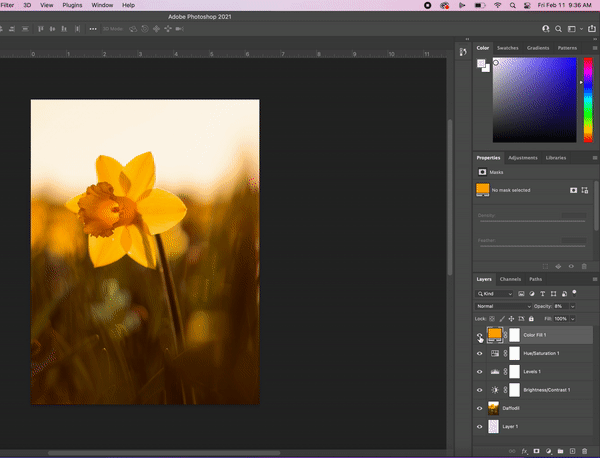 Filter 3D View Plugins Window Help Fri Feb 11 9:36 AM
Adobe Photoshop 2021
3D Mode
0 1 2 3 4 5 6 7 8 9 10 11
Color Swatches Gradients Patterns
Properties Adjustments Libraries
Masks
No mask selected
Density:
Feather:
Layers Channels Paths
Kind
Normal Opacity: 8%
Lock: Fill: 100%
Color Fill 1
Hue/Saturation 1
Levels 1
Brightness/Contrast 1
Daffodil
Layer 1
fx